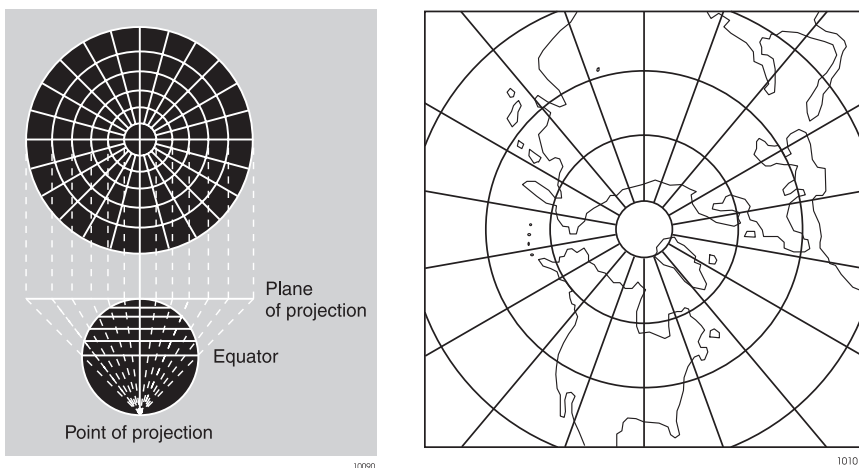 Plane
of projection
Equator
Point of projection
10090
1010